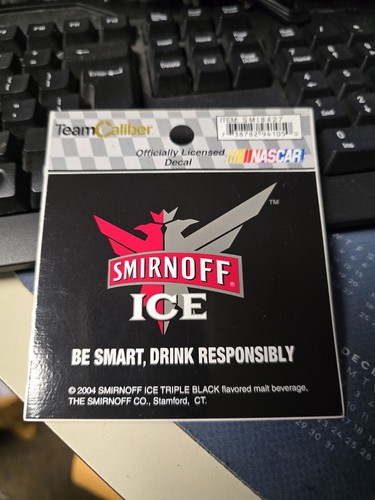 TeamCaliber
ITEM: SMI8427
Officially Licensed
Decal
NASCAR
TM
SMIRNOFF
®
ICE
BE SMART, DRINK RESPONSIBLY
© 2004 SMIRNOFF ICE TRIPLE BLACK flavored malt beverage,
THE SMIRNOFF CO., Stamford, CT.